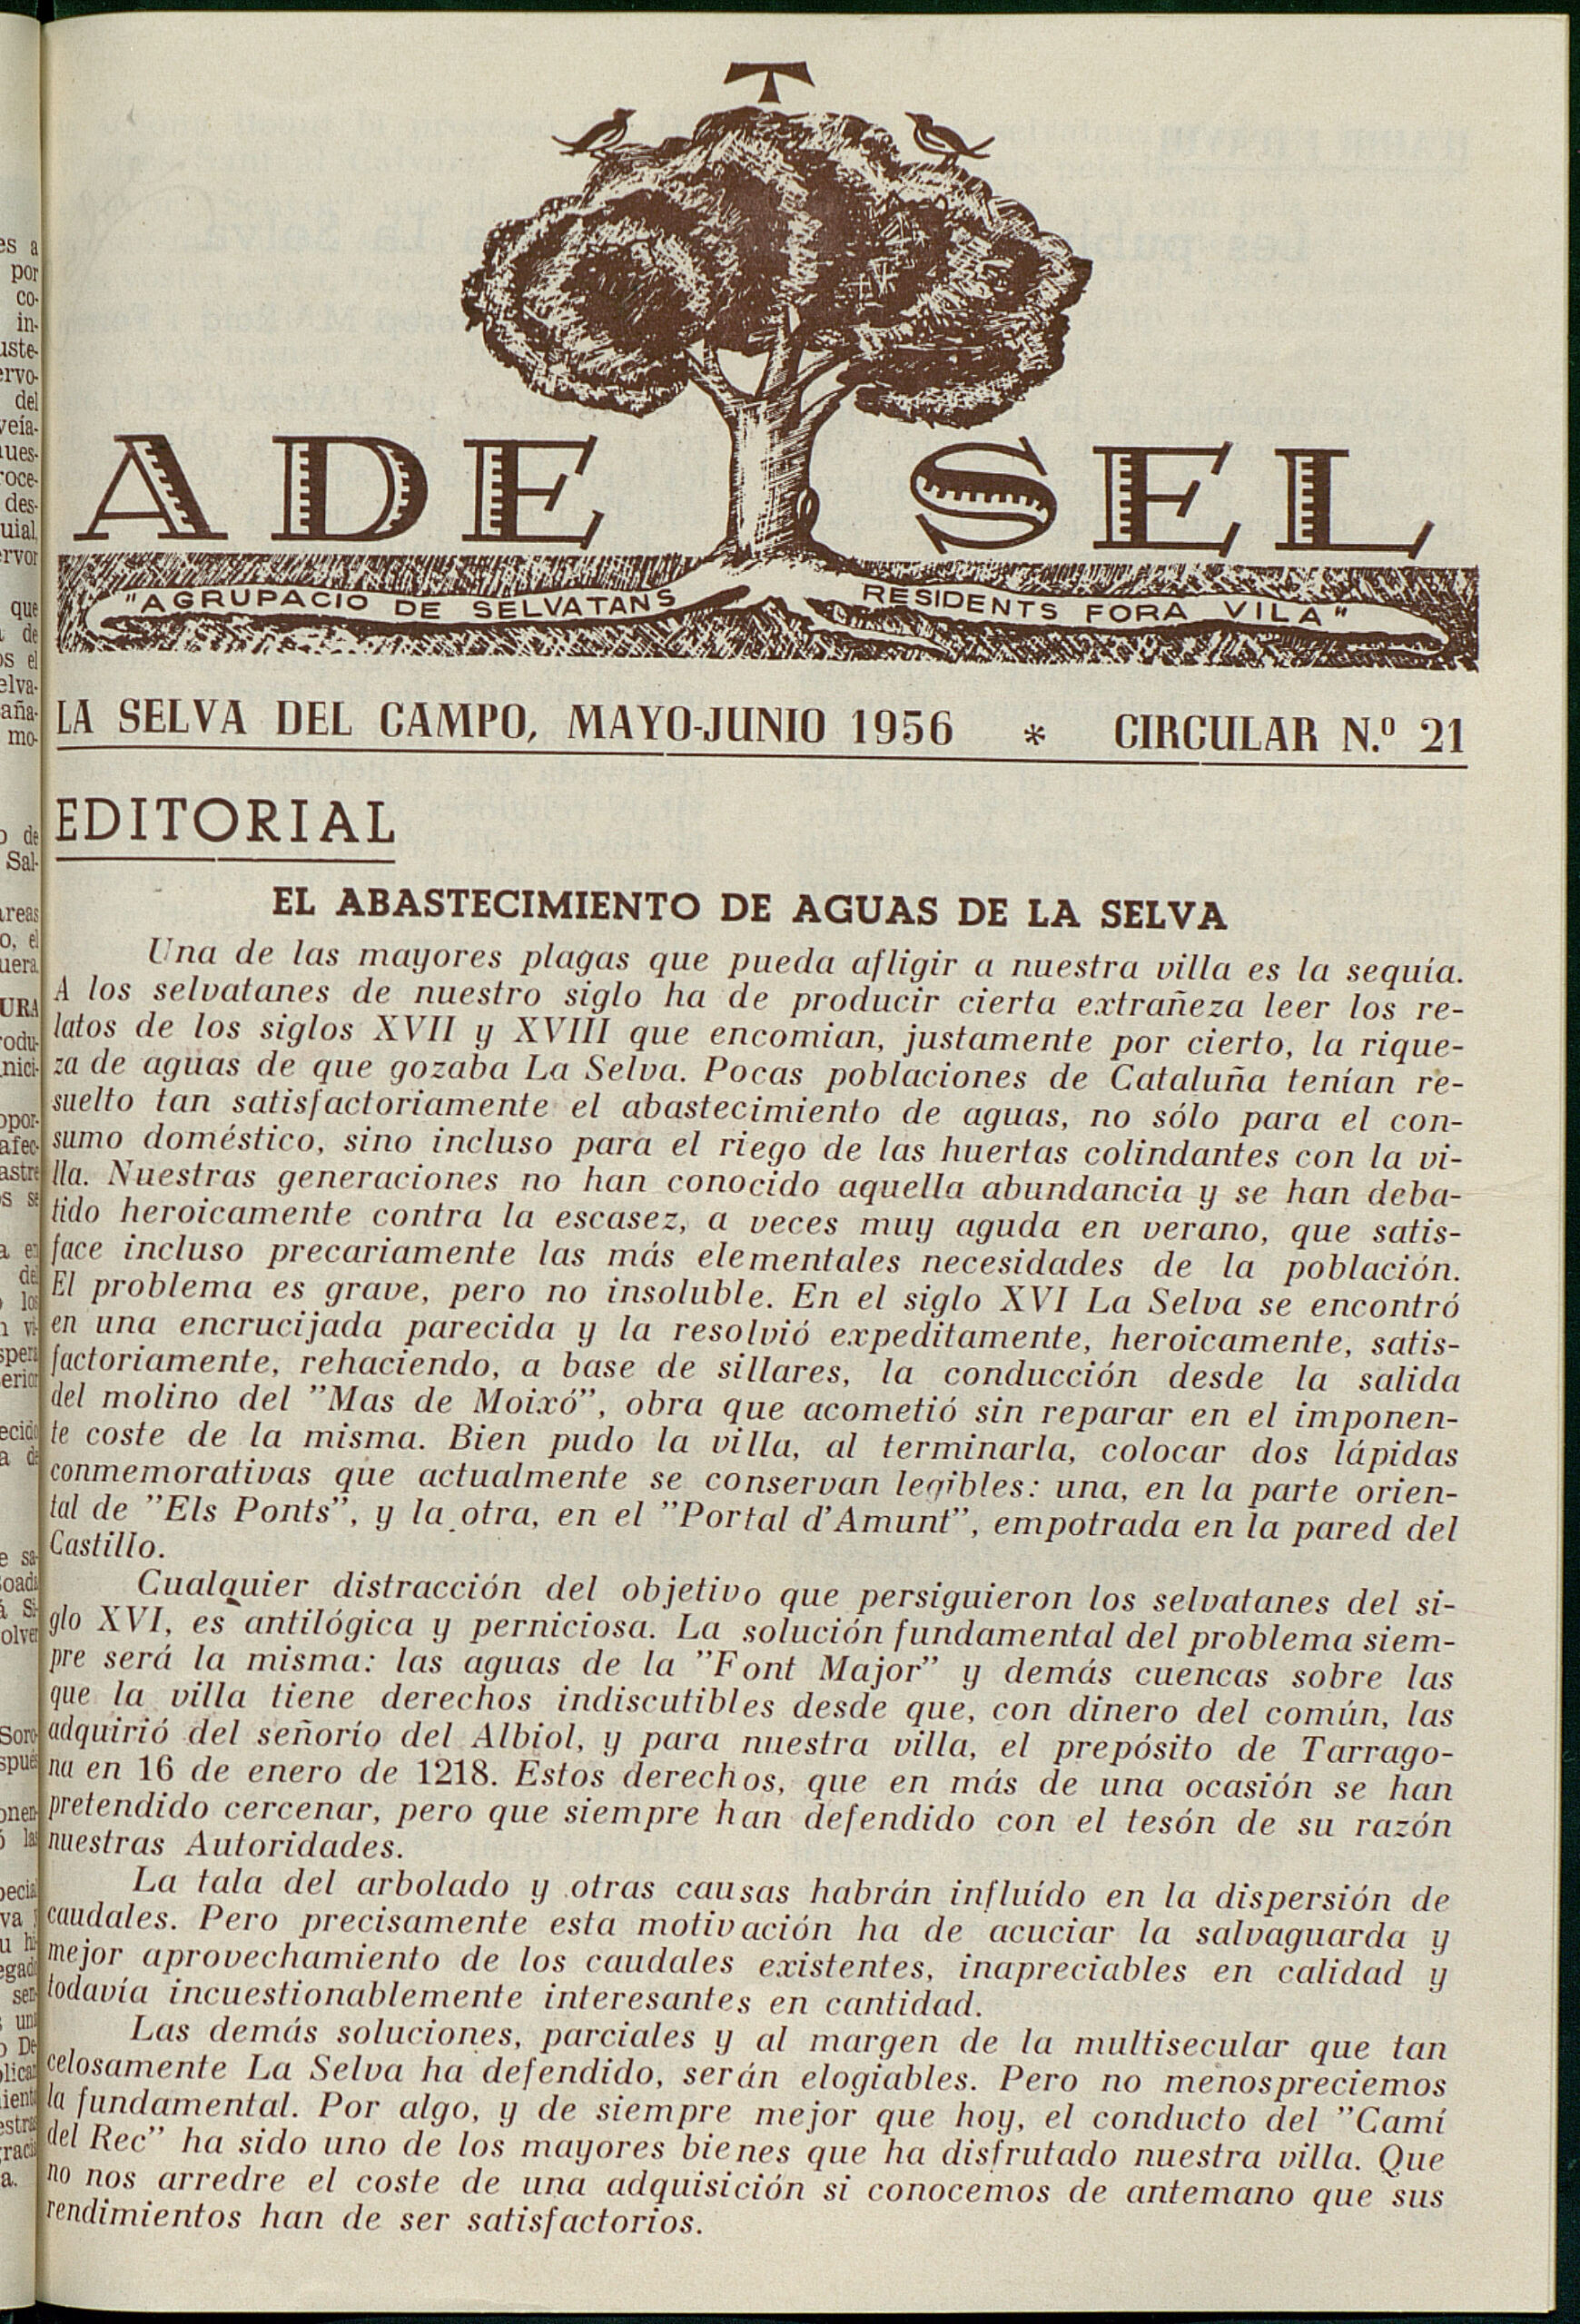 ADE SEL
"AGRUPACIO DE SELVATANS RESIDENTS FORA VILA"
LA SELVA DEL CAMPO, MAYO-JUNIO 1956 * CIRCULAR N.º 21
EDITORIAL
EL ABASTECIMIENTO DE AGUAS DE LA SELVA
Una de las mayores plagas que pueda afligir a nuestra villa es la sequía.
A los selvatanes de nuestro siglo ha de producir cierta extrañeza leer los re-
latos de los siglos XVII y XVIII que encomian, justamente por cierto, la rique-
za de aguas de que gozaba La Selva. Pocas poblaciones de Cataluña tenían re-
suelto tan satisfactoriamente el abastecimiento de aguas, no sólo para el con-
sumo doméstico, sino incluso para el riego de las huertas colindantes con la vi-
lla. Nuestras generaciones no han conocido aquella abundancia y se han deba-
tido heroicamente contra la escasez, a veces muy aguda en verano, que satis-
face incluso precariamente las más elementales necesidades de la población.
El problema es grave, pero no insoluble. En el siglo XVI La Selva se encontró
en una encrucijada parecida y la resolvió expeditamente, heroicamente, satis-
factoriamente, rehaciendo, a base de sillares, la conducción desde la salida
del molino del "Mas de Moixó", obra que acometió sin reparar en el imponen-
te coste de la misma. Bien pudo la villa, al terminarla, colocar dos lápidas
conmemorativas que actualmente se conservan legibles: una, en la parte orien-
tal de "Els Ponts", y la otra, en el "Portal d'Amunt", empotrada en la pared del
Castillo.
Cualquier distracción del objetivo que persiguieron los selvatanes del si-
glo XVI, es antilógica y perniciosa. La solución fundamental del problema siem-
pre será la misma: las aguas de la "Font Major" y demás cuencas sobre las
que la villa tiene derechos indiscutibles desde que, con dinero del común, las
adquirió del señorío del Albiol, y para nuestra villa, el prepósito de Tarrago-
na en 16 de enero de 1218. Estos derechos, que en más de una ocasión se han
pretendido cercenar, pero que siempre han defendido con el tesón de su razón
nuestras Autoridades.
La tala del arbolado y otras causas habrán influído en la dispersión de
caudales. Pero precisamente esta motivación ha de acuciar la salvaguarda y
mejor aprovechamiento de los caudales existentes, inapreciables en calidad y
todavía incuestionablemente interesantes en cantidad.
Las demás soluciones, parciales y al margen de la multisecular que tan
celosamente La Selva ha defendido, serán elogiables. Pero no menospreciemos
la fundamental. Por algo, y de siempre mejor que hoy, el conducto del "Camí
del Rec" ha sido uno de los mayores bienes que ha disfrutado nuestra villa. Que
no nos arredre el coste de una adquisición si conocemos de antemano que sus
rendimientos han de ser satisfactorios.